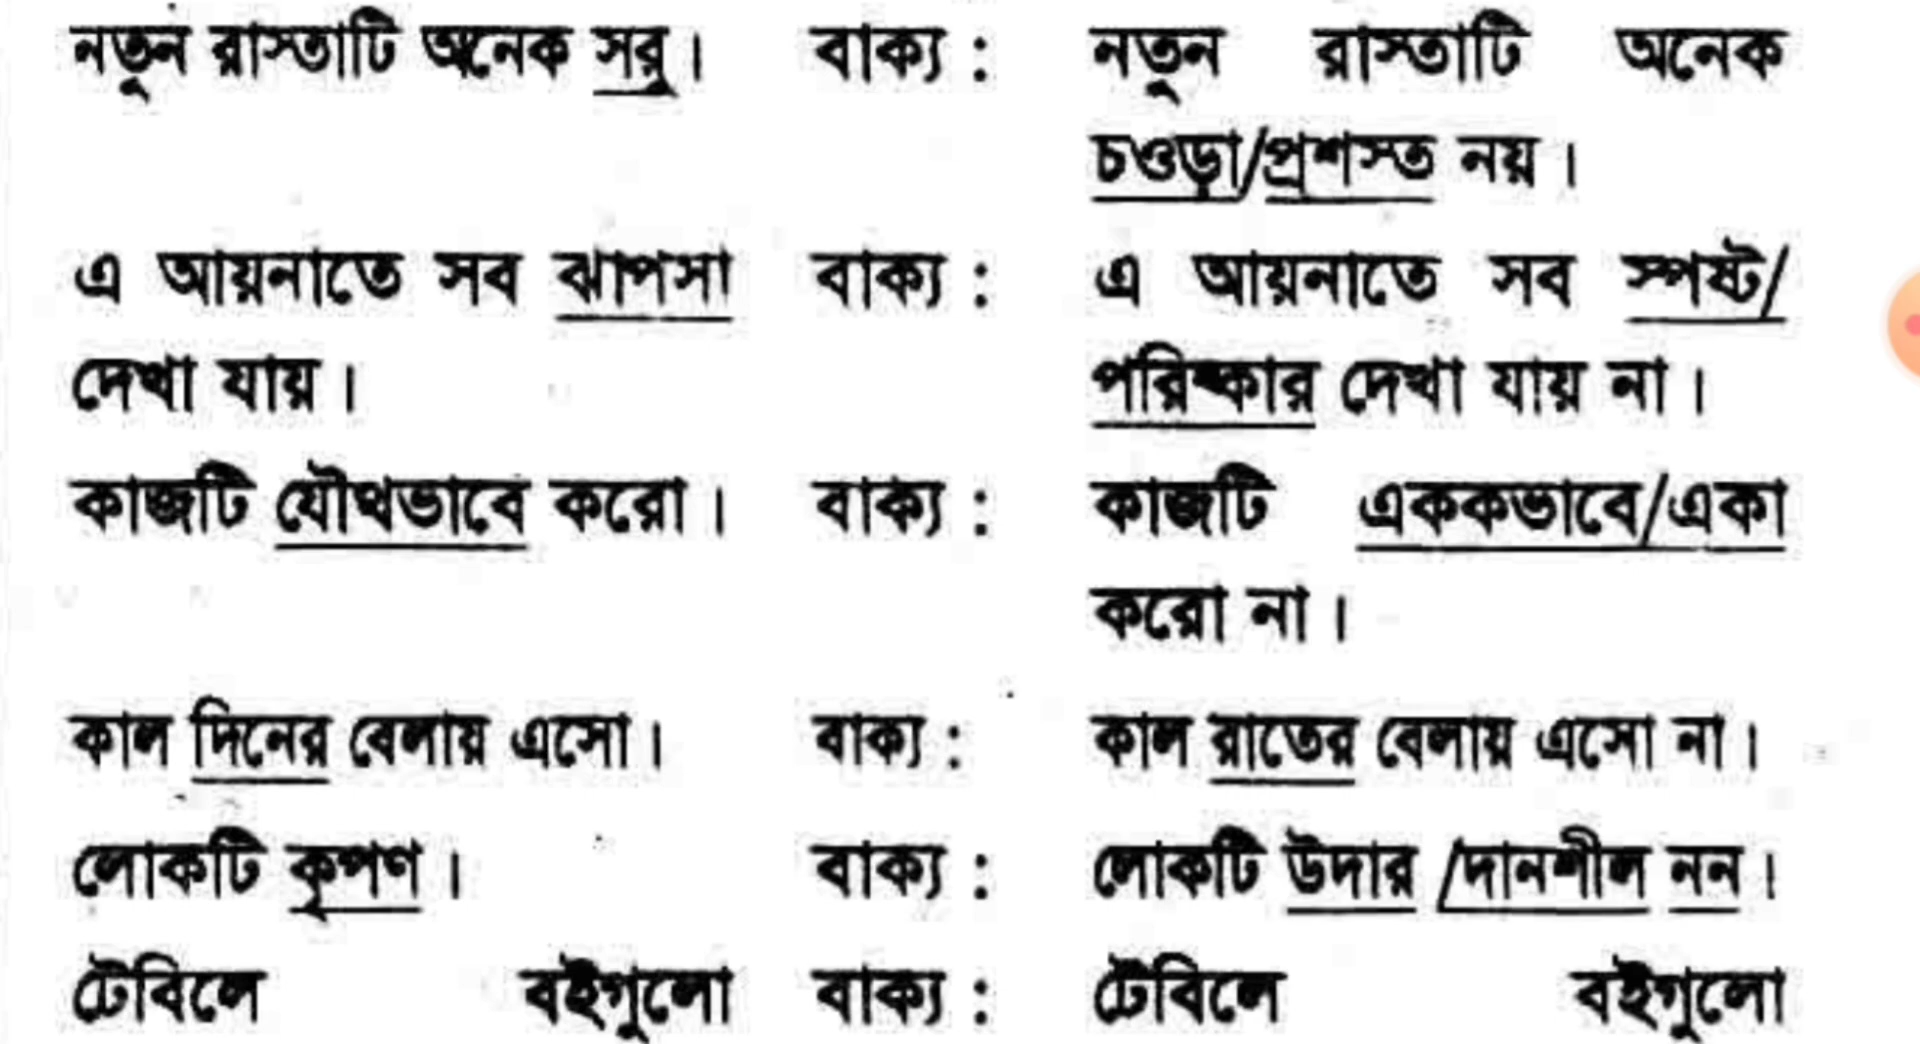 নতুন রাস্তাটি অনেক সরু। বাক্য : নতুন রাস্তাটি অনেক
চওড়া/প্রশস্ত নয়।
এ আয়নাতে সব ঝাপসা বাক্য : এ আয়নাতে সব স্পষ্ট/
দেখা যায়। পরিষ্কার দেখা যায় না।
কাজটি যৌথভাবে করো। বাক্য : কাজটি এককভাবে/একা
করো না।
কাল দিনের বেলায় এসো। বাক্য : কাল রাতের বেলায় এসো না।
লোকটি কৃপণ। বাক্য : লোকটি উদার /দানশীল নন।
টেবিলে বইগুলো বাক্য : টেবিলে বইগুলো